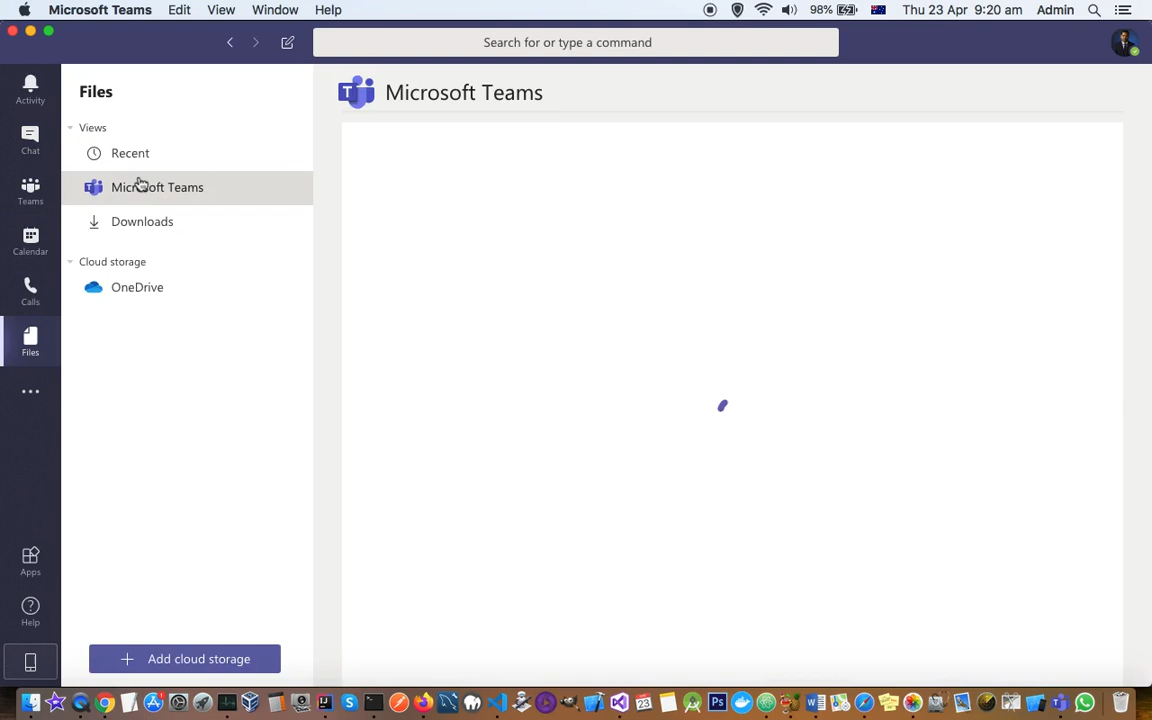 Microsoft Teams Edit View Window Help 98% Thu 23 Apr 9:20 am Admin
Search for or type a command
Activity
Chat
Teams
Calendar
Calls
Files
Apps
Help
Files
Views
Recent
Microsoft Teams
Downloads
Cloud storage
OneDrive
+ Add cloud storage
T Microsoft Teams